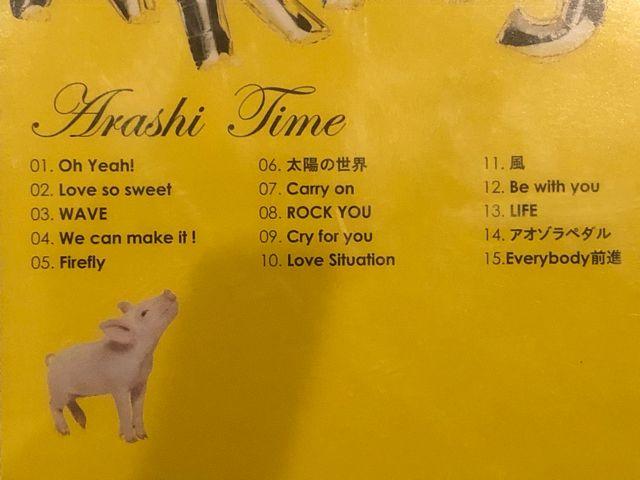 Arashi Time
01. Oh Yeah!
02. Love so sweet
03. WAVE
04. We can make it !
05. Firefly
06. 太陽の世界
07. Carry on
08. ROCK YOU
09. Cry for you
10. Love Situation
11. 風
12. Be with you
13. LIFE
14. アオゾラペダル
15.Everybody前進